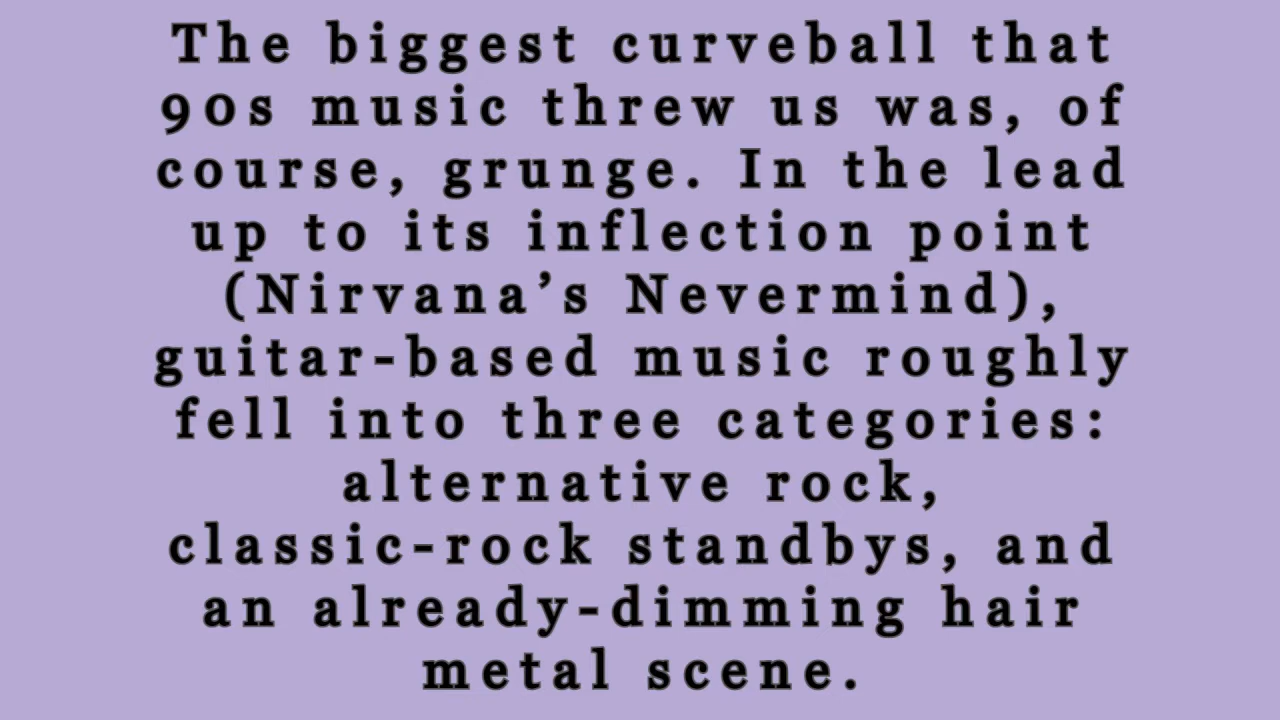 The biggest curveball that
90s music threw us was, of
course, grunge. In the lead
up to its inflection point
(Nirvana’s Nevermind),
guitar-based music roughly
fell into three categories:
alternative rock,
classic-rock standbys, and
an already-dimming hair
metal scene.